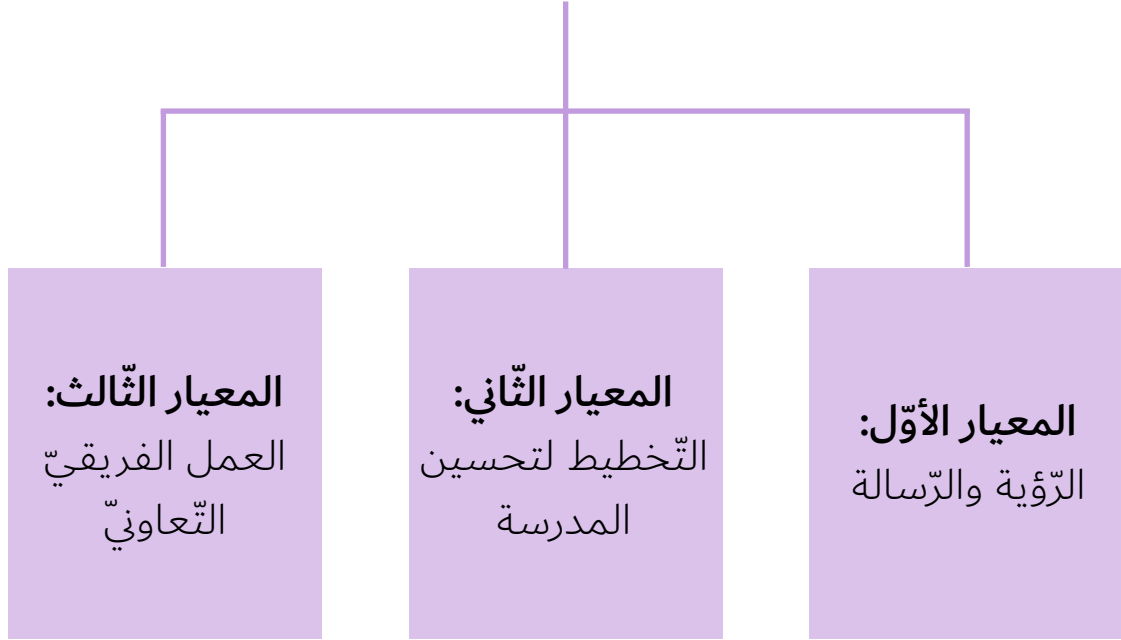 المعيار الأوّل:
الرّؤية والرّسالة
المعيار الثّاني:
التّخطيط لتحسين
المدرسة
المعيار الثّالث:
العمل الفريقيّ
التّعاونيّ